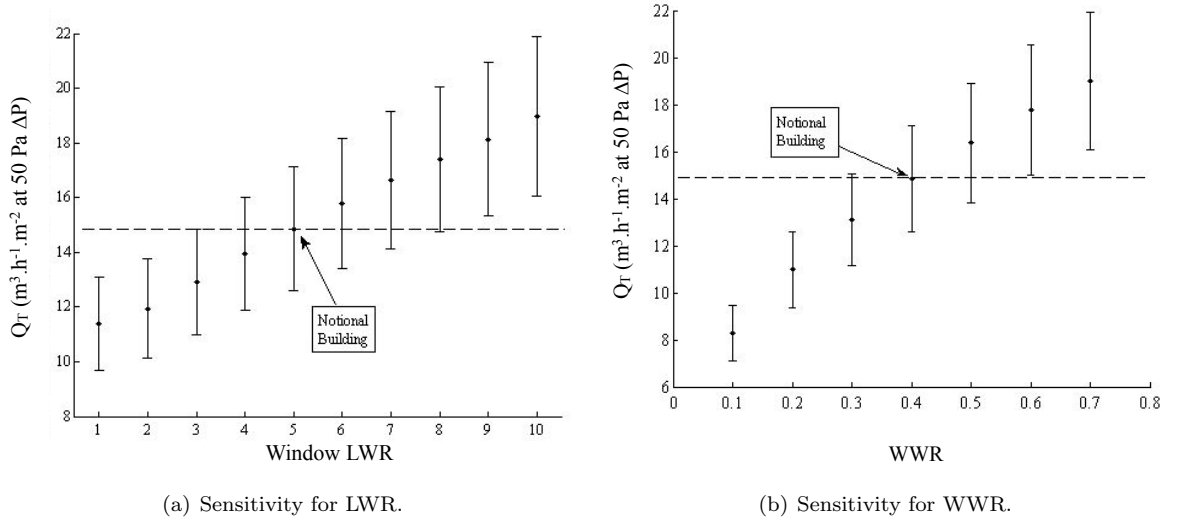 22
20
18
16
14
12
10
8
Q_T (m³.h⁻¹.m⁻² at 50 Pa ΔP)
Notional
Building
1 2 3 4 5 6 7 8 9 10
Window LWR
(a) Sensitivity for LWR.
22
20
18
16
14
12
10
8
6
Q_T (m³.h⁻¹.m⁻² at 50 Pa ΔP)
Notional
Building
0 0.1 0.2 0.3 0.4 0.5 0.6 0.7 0.8
WWR
(b) Sensitivity for WWR.